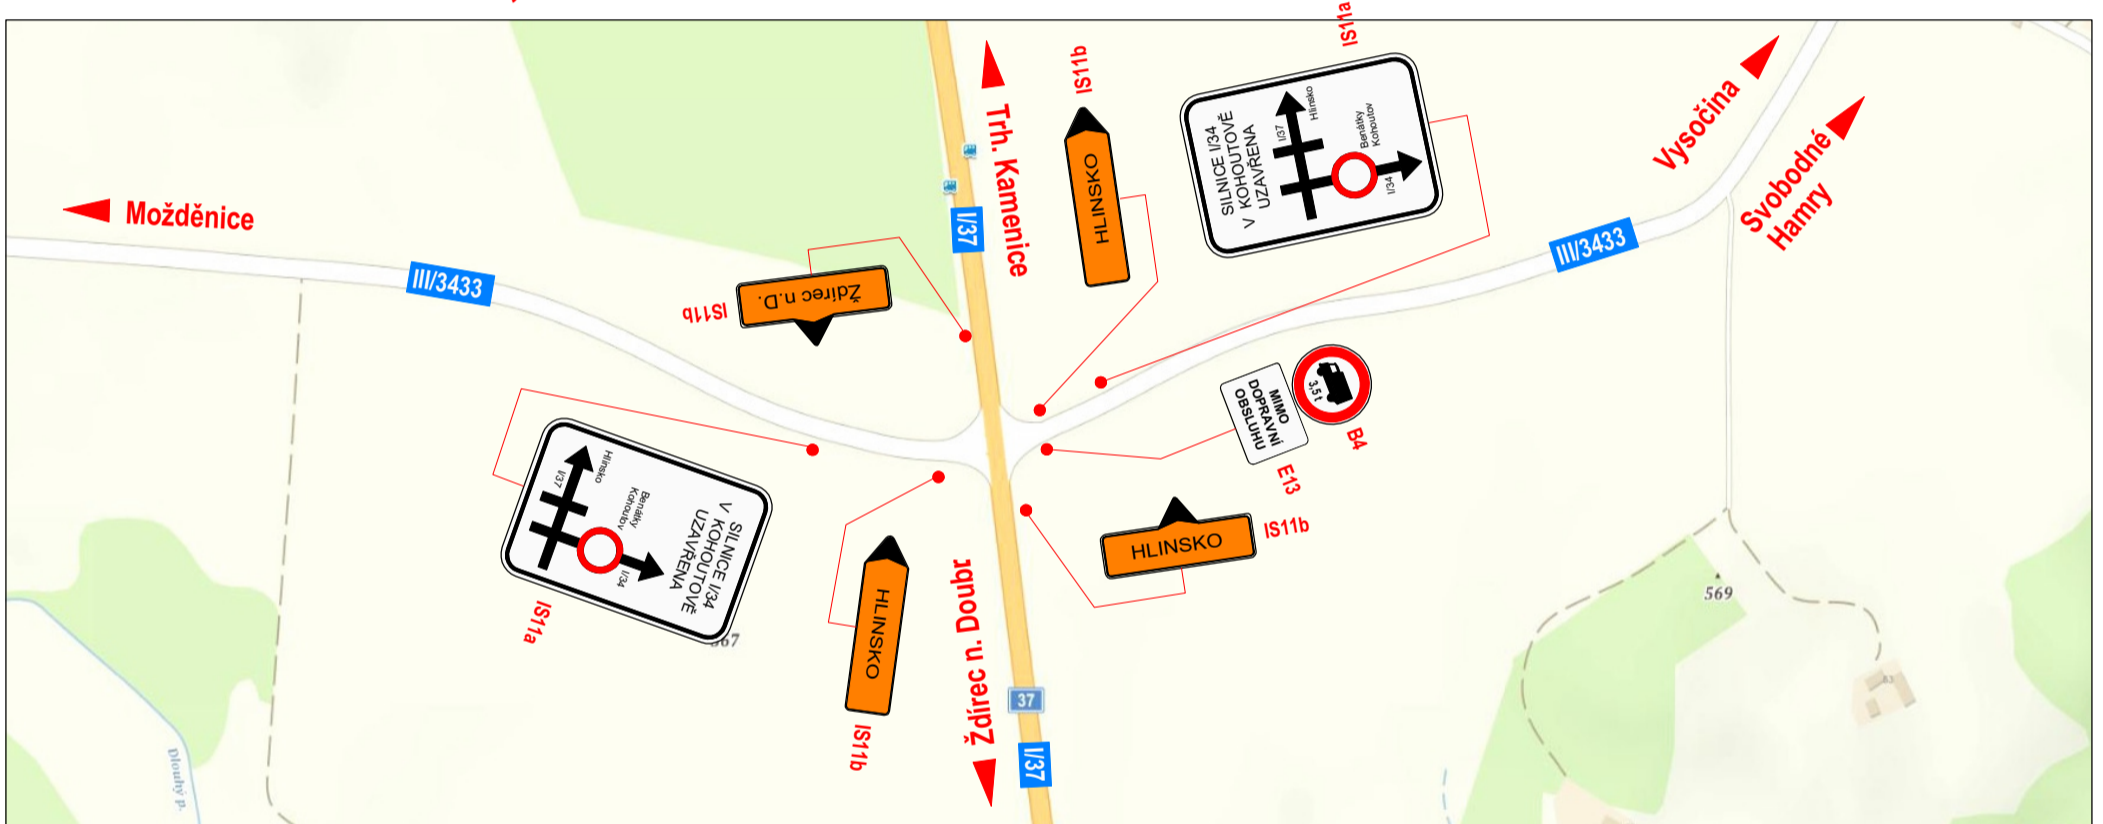 IS11a
IS11b
Trh. Kamenice
I/37
SILNICE I/34
V KOHOUTOVĚ
UZAVŘENA
I/37
Hlinsko
Benátky
Kohoutov
I/34
HLINSKO
Vysočina
Svobodné
Hamry
III/3433
Možděnice
III/3433
IS11b
Ždírec n.D.
MIMO
DOPRAVNÍ
OBSLUHU
3,5 t
B4
E13
HLINSKO
IS11b
Hlinsko
I/37
Benátky
Kohoutov
I/34
SILNICE I/34
V KOHOUTOVĚ
UZAVŘENA
IS11a
67
HLINSKO
IS11b
Ždírec n. Doubr
37
I/37
569
Dlouhý p.